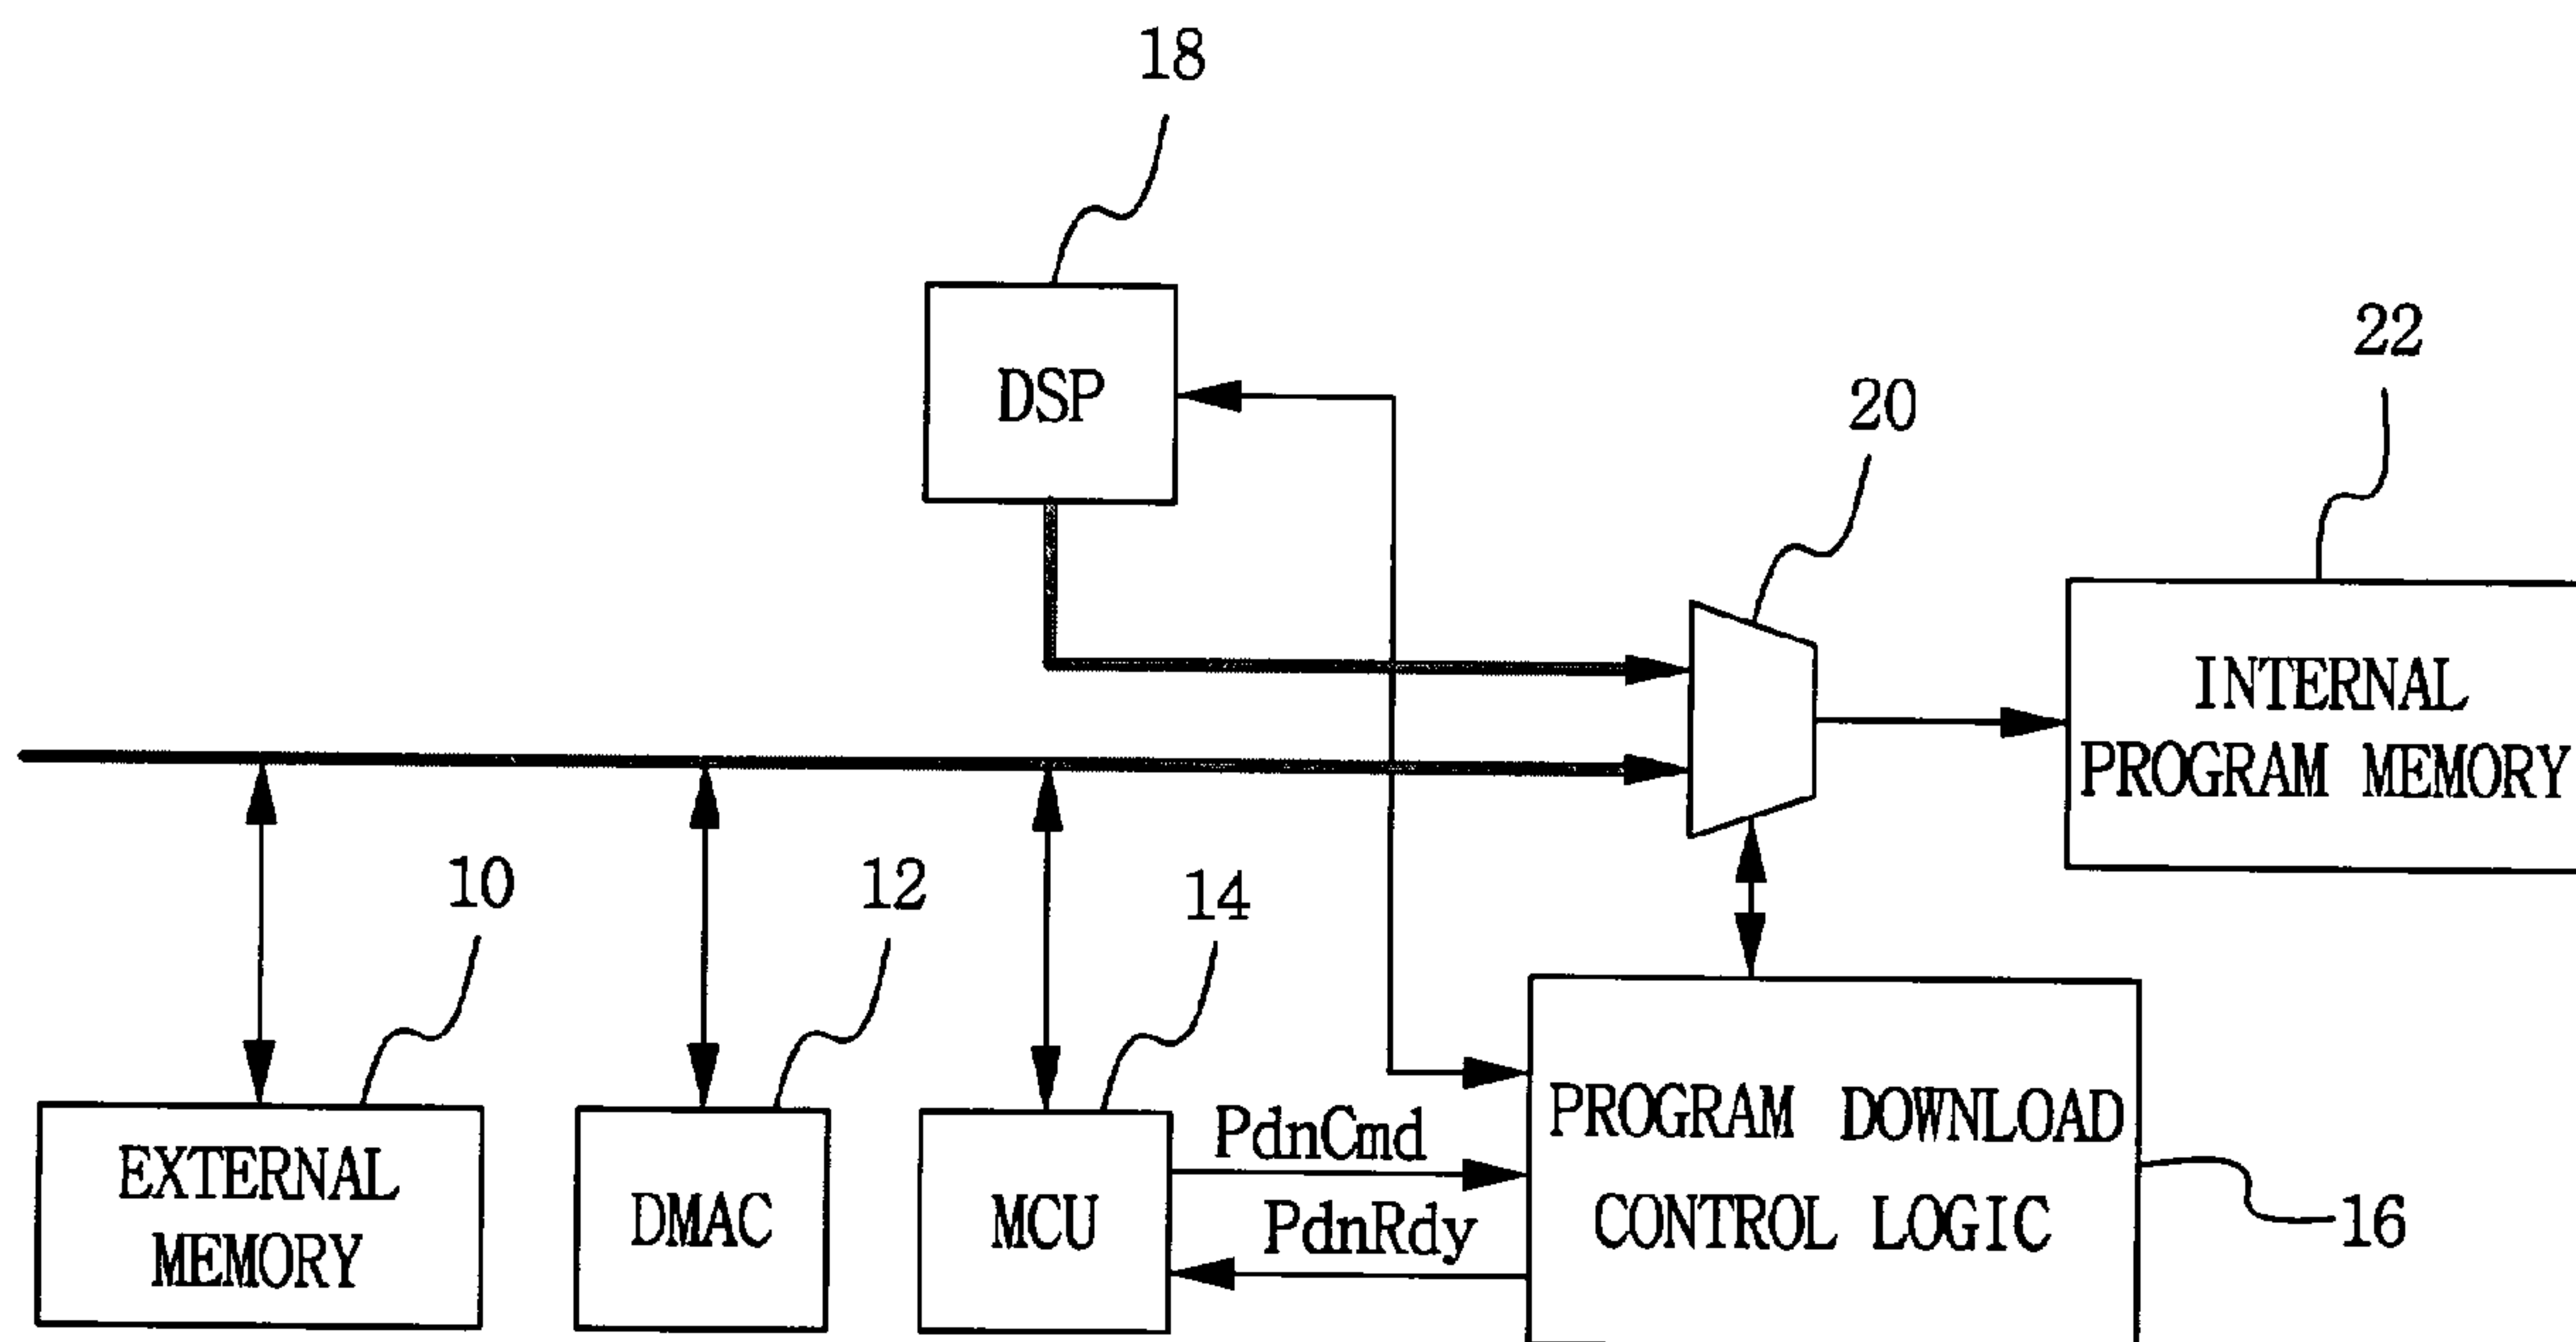 18
DSP
22
20
INTERNAL
PROGRAM MEMORY
10
12
14
PdnCmd
PdnRdy
EXTERNAL
MEMORY
DMAC
MCU
PROGRAM DOWNLOAD
CONTROL LOGIC
16